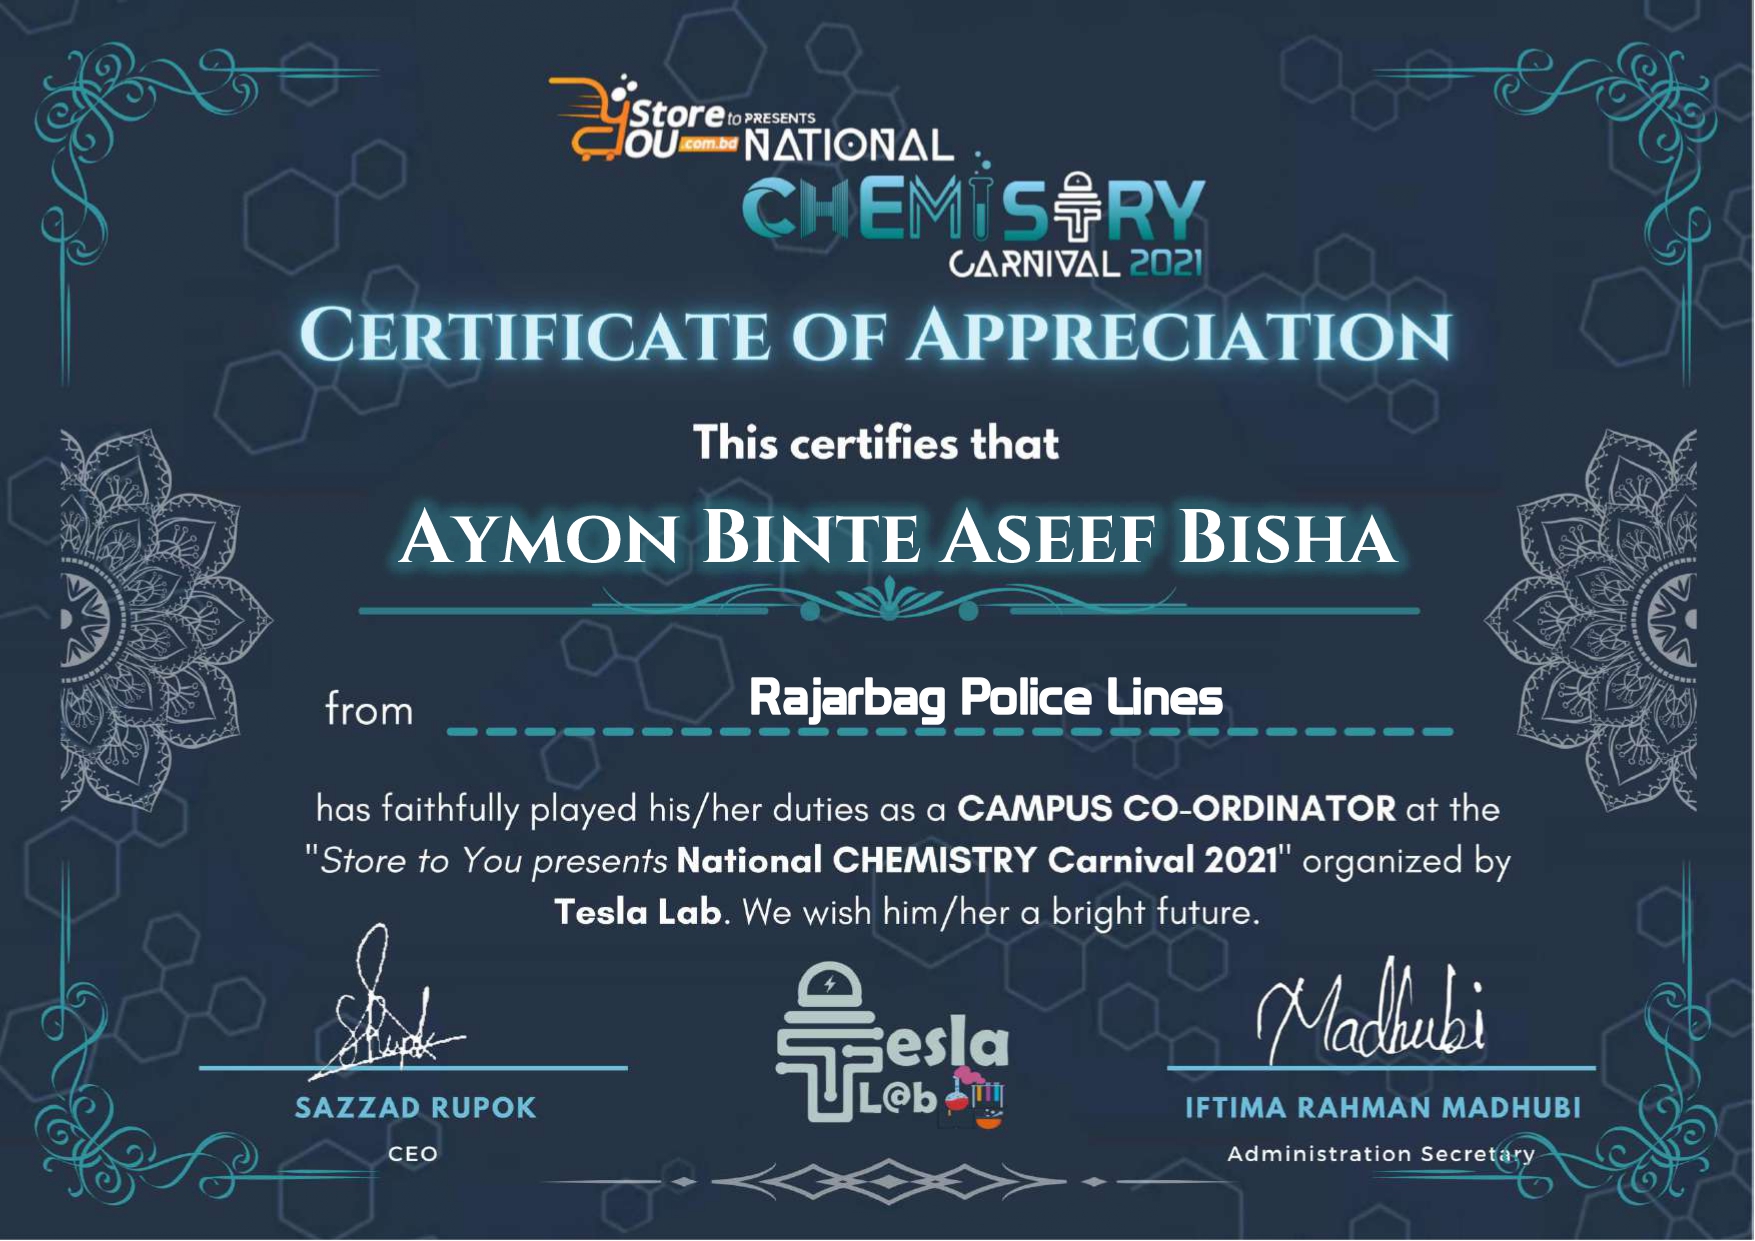 Store to
YOU.com.bd
PRESENTS
NATIONAL
CHEMISTRY
CARNIVAL 2021
CERTIFICATE OF APPRECIATION
This certifies that
AYMON BINTE ASEEF BISHA
from Rajarbag Police Lines
has faithfully played his/her duties as a CAMPUS CO-ORDINATOR at the
"Store to You presents National CHEMISTRY Carnival 2021" organized by
Tesla Lab. We wish him/her a bright future.
SRupok
Madhubi
Tesla
L@b
SAZZAD RUPOK
IFTIMA RAHMAN MADHUBI
CEO
Administration Secretary